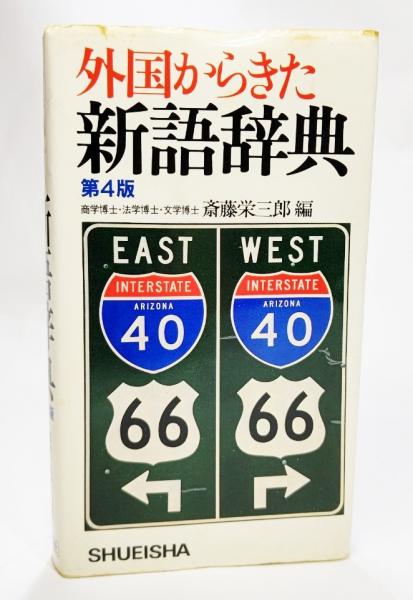 外国からきた
新語辞典
第4版
商学博士・法学博士・文学博士 斎藤栄三郎 編
EAST WEST
INTERSTATE INTERSTATE
ARIZONA ARIZONA
40 40
66 66
SHUEISHA